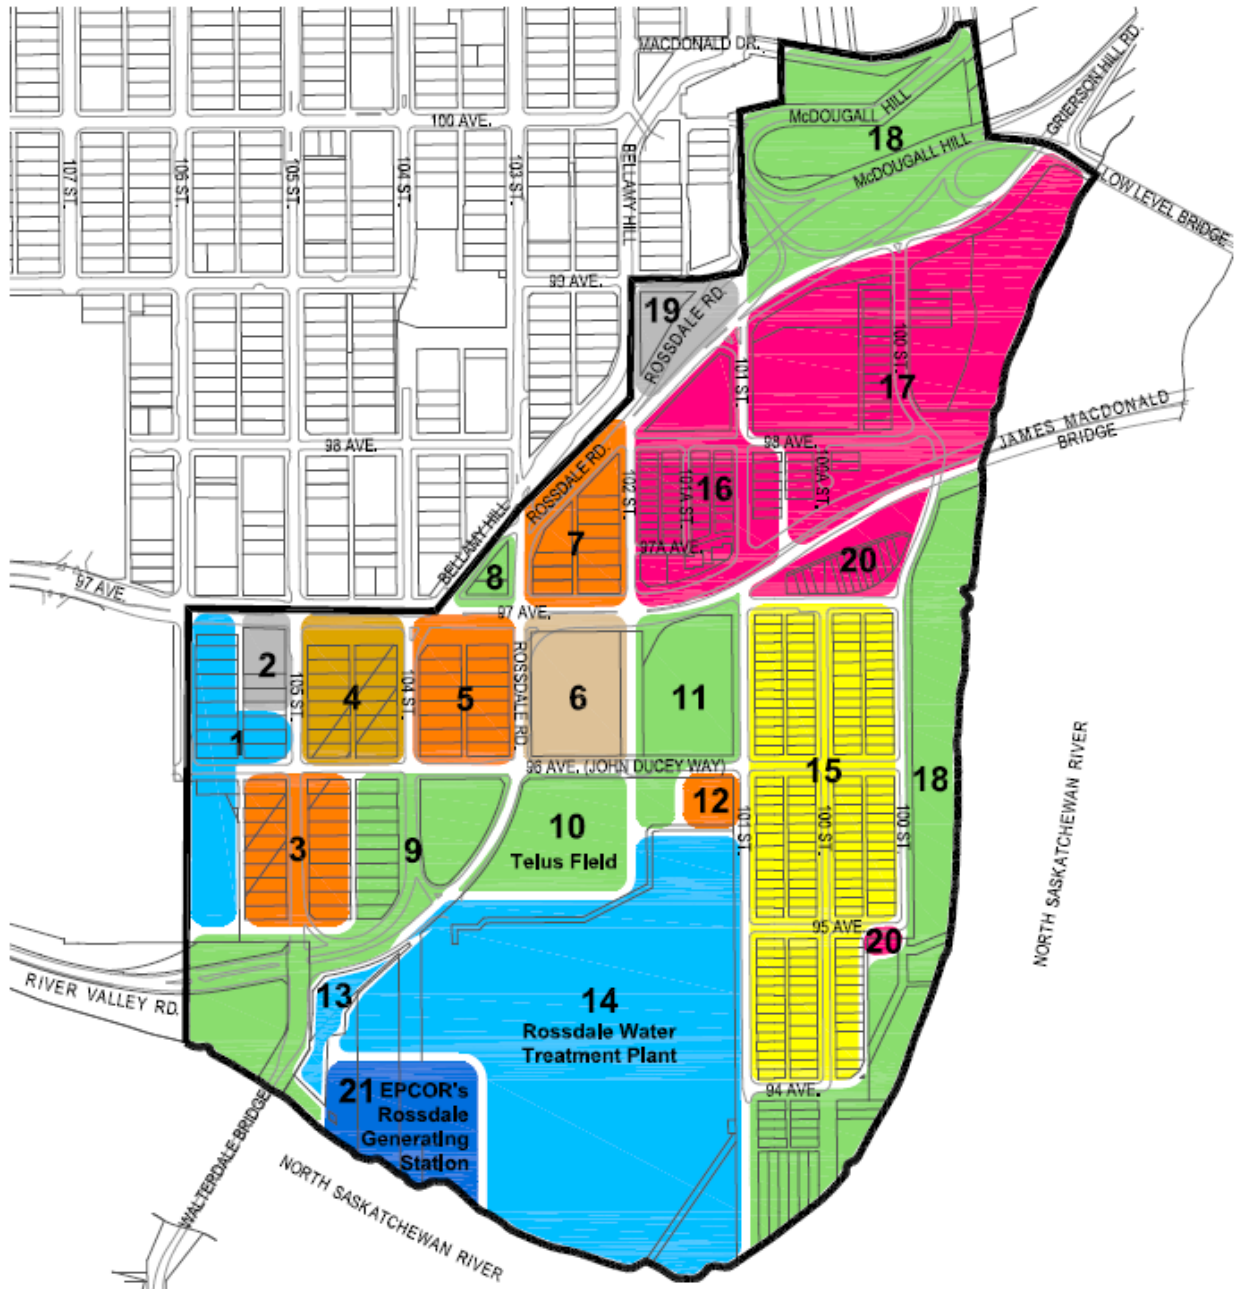 MACDONALD DR.
GRIERSON HILL RD.
McDOUGALL HILL
100 AVE.
18
McDOUGALL HILL
107 ST.
106 ST.
105 ST.
104 ST.
103 ST.
BELLAMY HILL
LOW LEVEL BRIDGE
99 AVE.
19
ROSSDALE RD.
101 ST.
100 ST.
17
JAMES MACDONALD
BRIDGE
98 AVE.
98 AVE.
ROSSDALE RD.
102 ST.
101A ST.
16
100A ST.
BELLAMY HILL
7
97A AVE.
20
97 AVE.
8
97 AVE.
2
105 ST.
4
104 ST.
5
ROSSDALE RD.
6
11
1
96 AVE. (JOHN DUCEY WAY)
15
18
12
101 ST.
100 ST.
100 ST.
3
9
10
Telus Field
NORTH SASKATCHEWAN RIVER
95 AVE.
20
RIVER VALLEY RD.
13
14
Rossdale Water
Treatment Plant
21 EPCOR's
Rossdale
Generating
Station
94 AVE.
WALTERDALE BRIDGE
NORTH SASKATCHEWAN RIVER